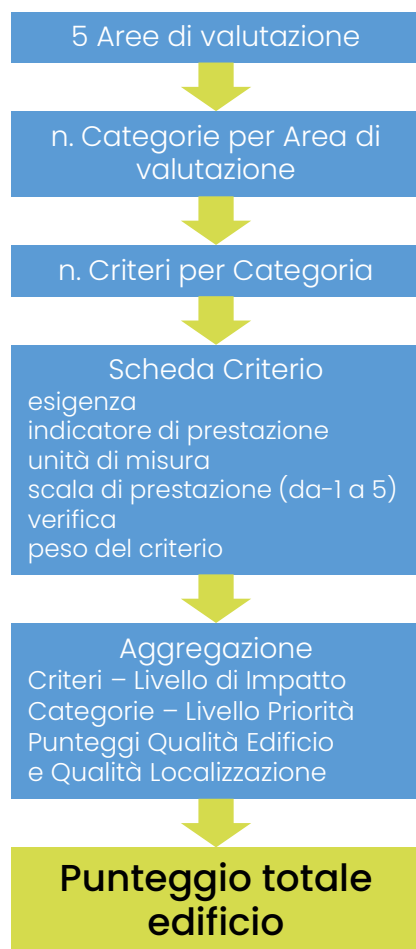 5 Aree di valutazione
n. Categorie per Area di
valutazione
n. Criteri per Categoria
Scheda Criterio
esigenza
indicatore di prestazione
unità di misura
scala di prestazione (da-1 a 5)
verifica
peso del criterio
Aggregazione
Criteri – Livello di Impatto
Categorie – Livello Priorità
Punteggi Qualità Edificio
e Qualità Localizzazione
Punteggio totale
edificio